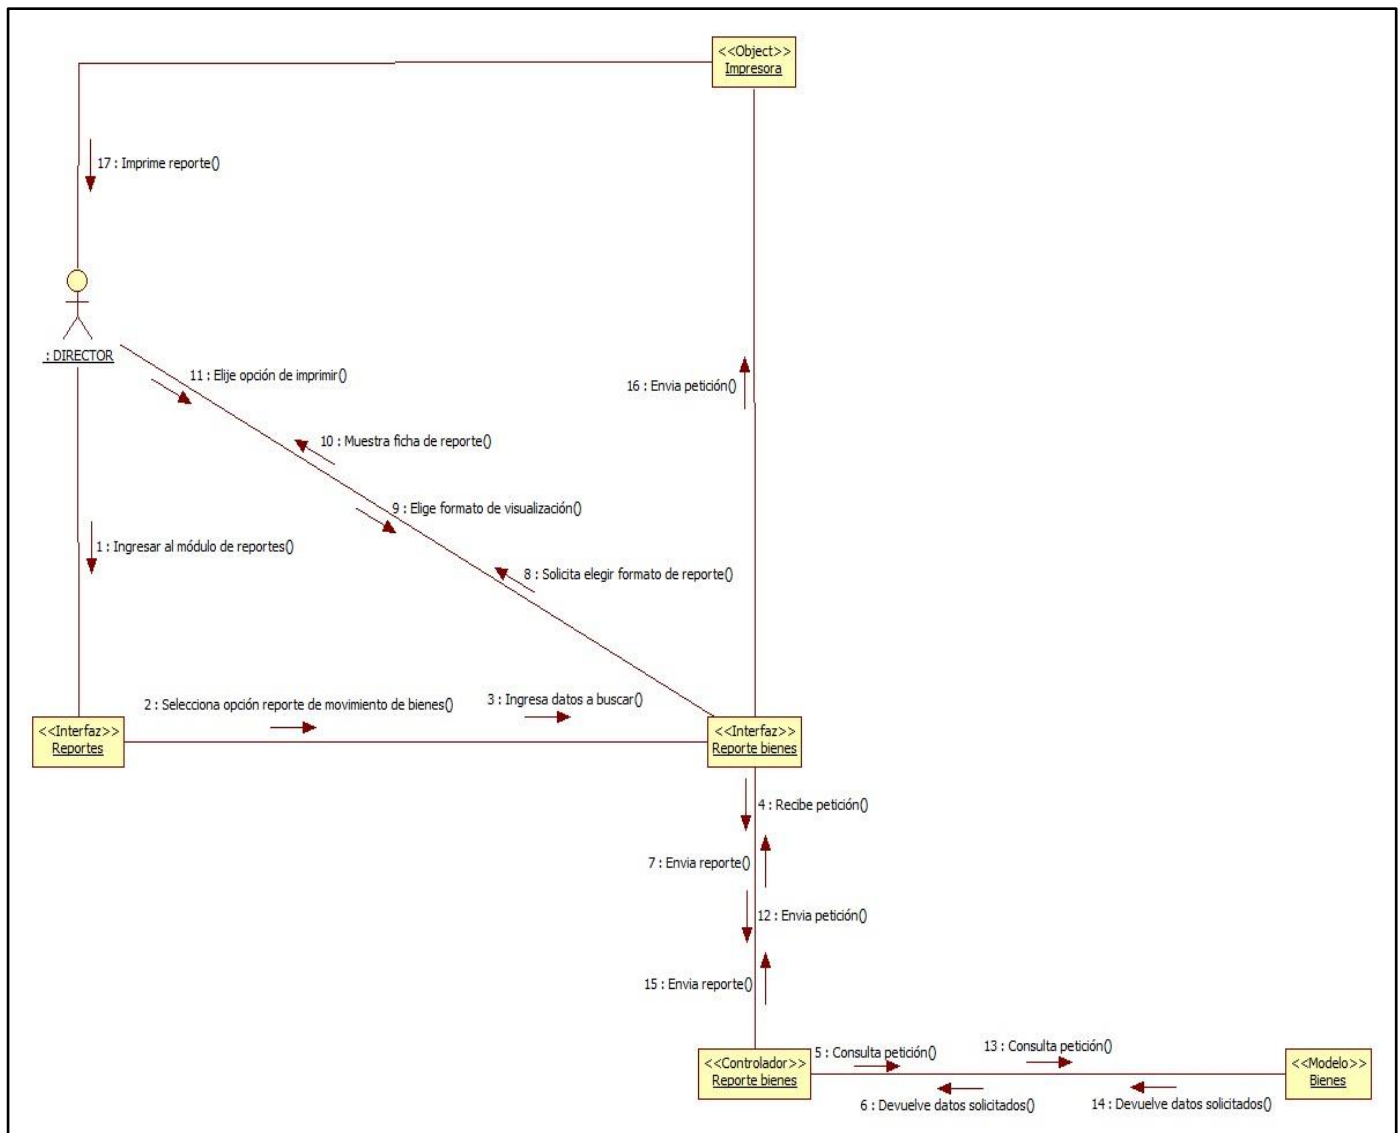 <<Object>>
Impresora
17 : Imprime reporte()
: DIRECTOR
11 : Elije opción de imprimir()
16 : Envia petición()
10 : Muestra ficha de reporte()
9 : Elige formato de visualización()
1 : Ingresar al módulo de reportes()
8 : Solicita elegir formato de reporte()
2 : Selecciona opción reporte de movimiento de bienes()
3 : Ingresa datos a buscar()
<<Interfaz>>
Reportes
<<Interfaz>>
Reporte bienes
4 : Recibe petición()
7 : Envia reporte()
12 : Envia petición()
15 : Envia reporte()
<<Controlador>>
Reporte bienes
5 : Consulta petición()
13 : Consulta petición()
<<Modelo>>
Bienes
6 : Devuelve datos solicitados()
14 : Devuelve datos solicitados()